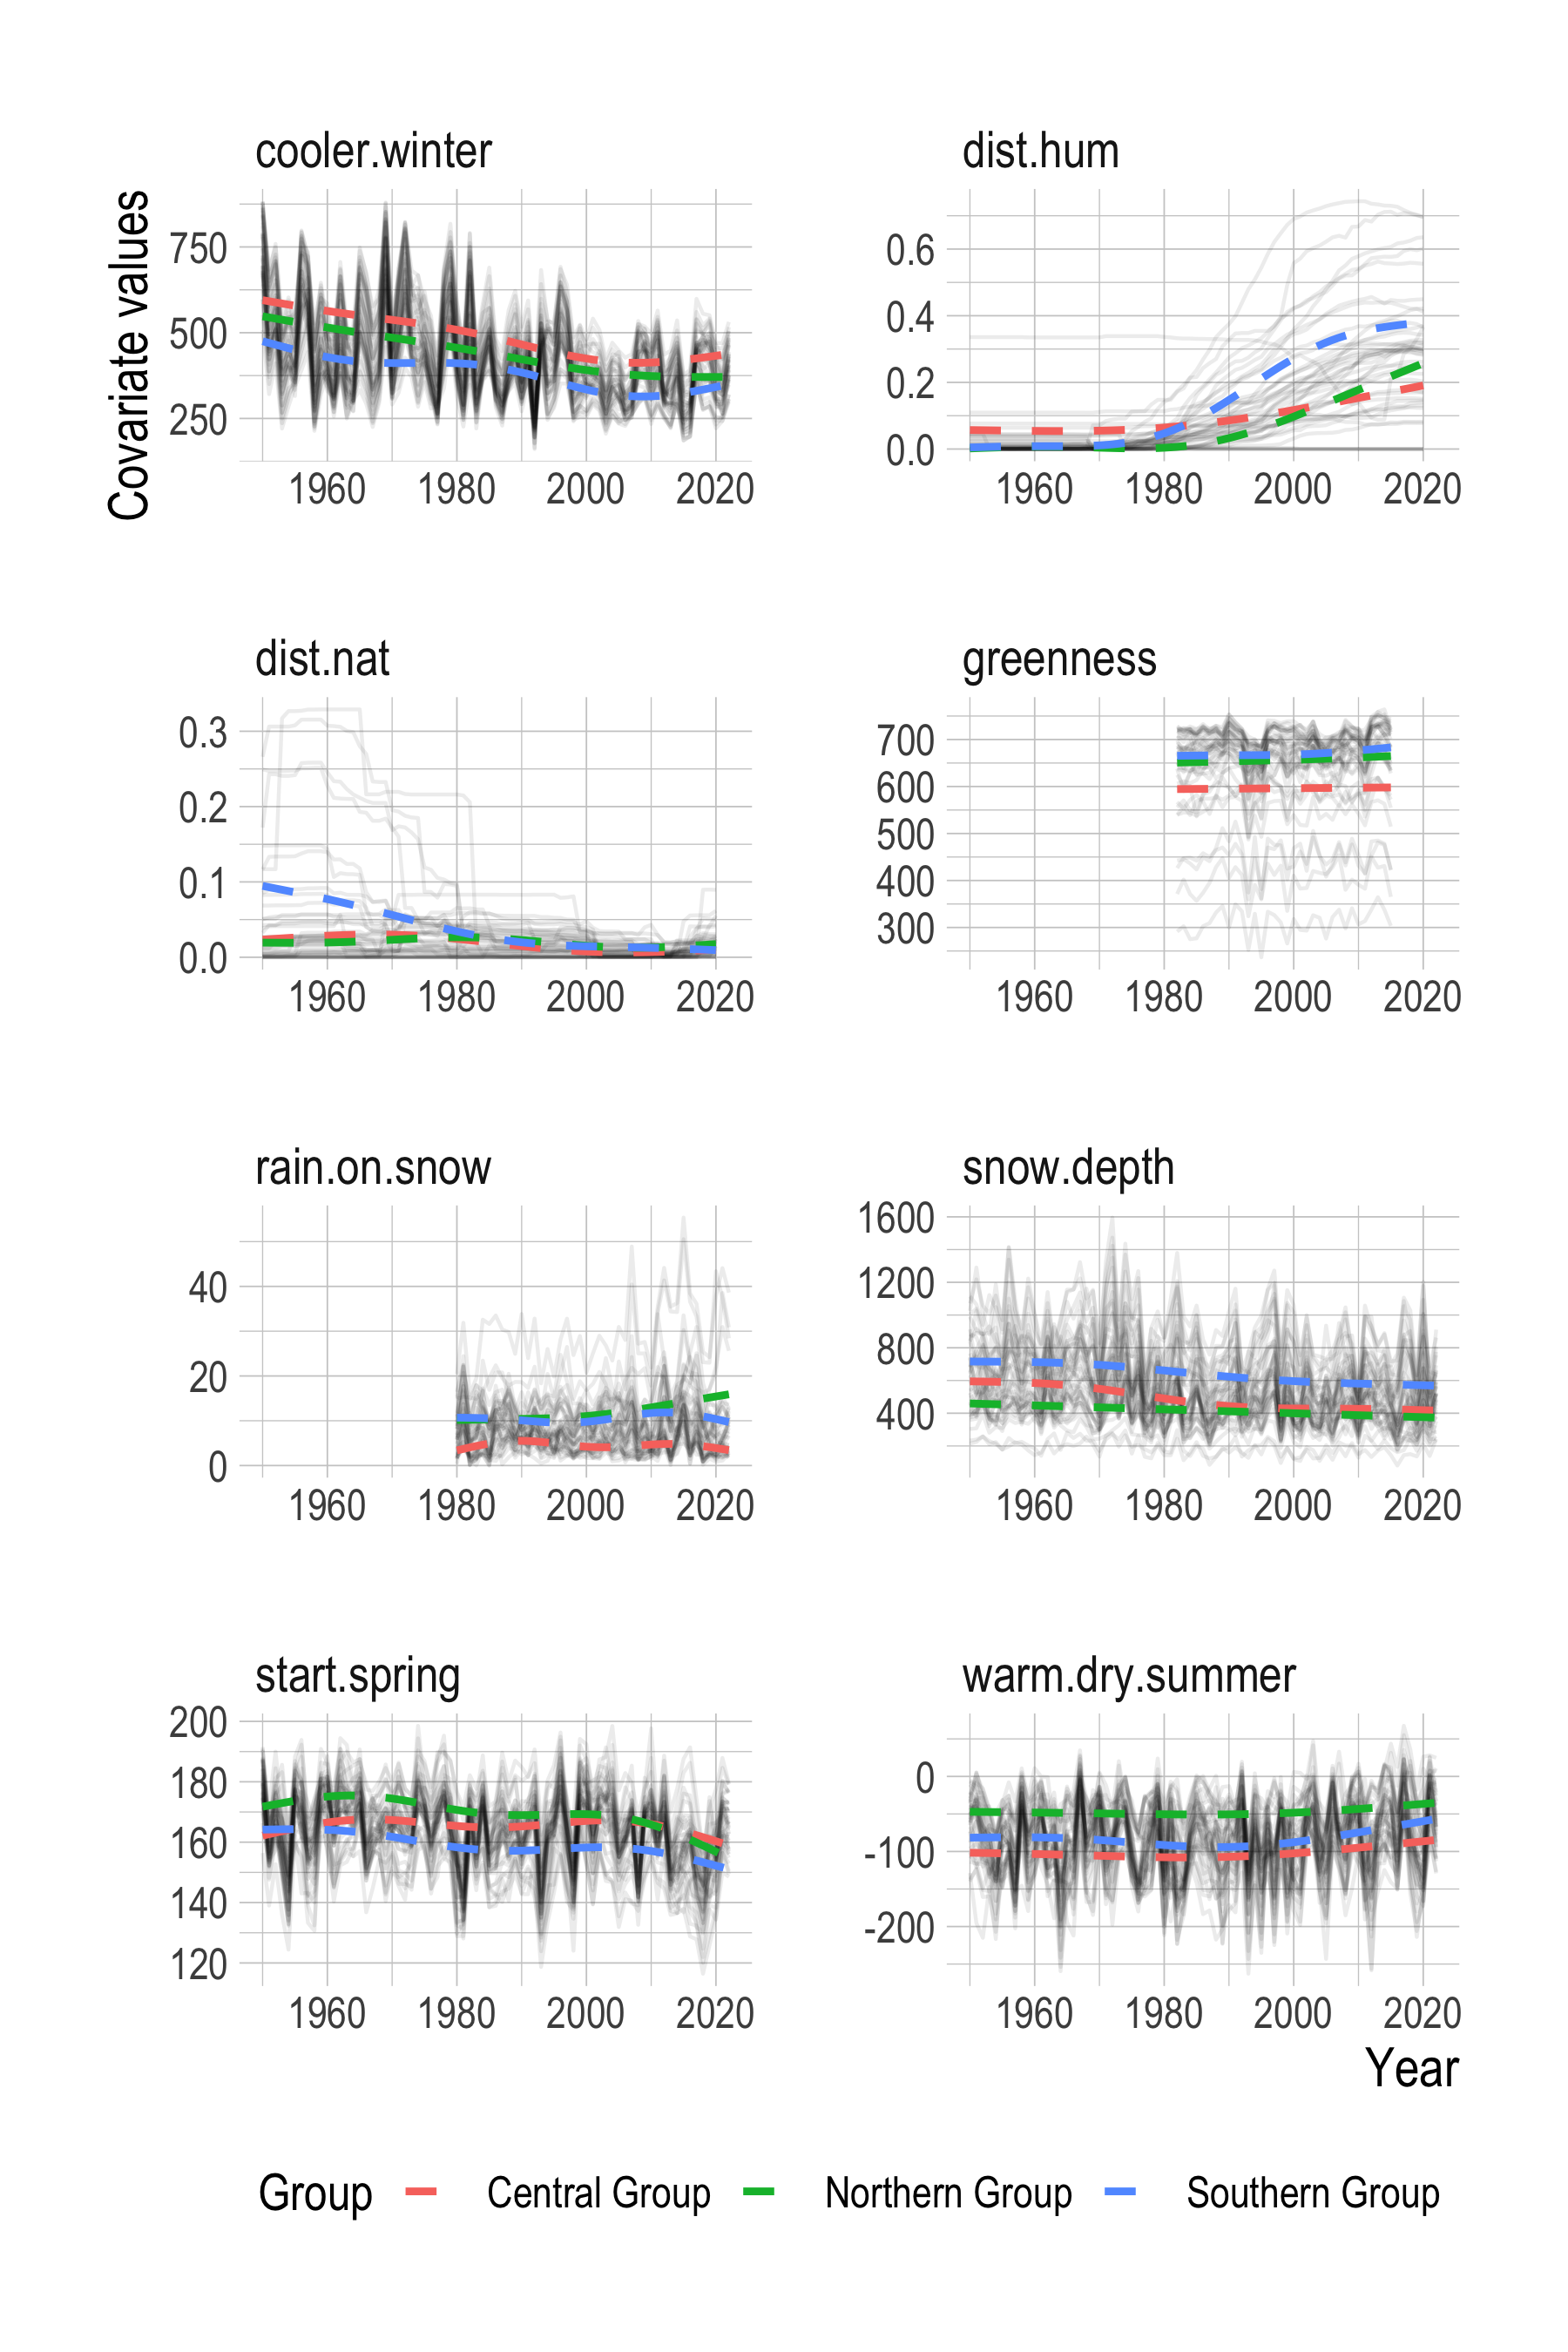 cooler.winter
dist.hum
Covariate values
750
500
250
1960 1980 2000 2020
0.6
0.4
0.2
0.0
1960 1980 2000 2020
dist.nat
greenness
0.3
0.2
0.1
0.0
1960 1980 2000 2020
700
600
500
400
300
1960 1980 2000 2020
rain.on.snow
snow.depth
40
20
0
1960 1980 2000 2020
1600
1200
800
400
1960 1980 2000 2020
start.spring
warm.dry.summer
200
180
160
140
120
1960 1980 2000 2020
0
-100
-200
1960 1980 2000 2020
Year
Group Central Group Northern Group Southern Group